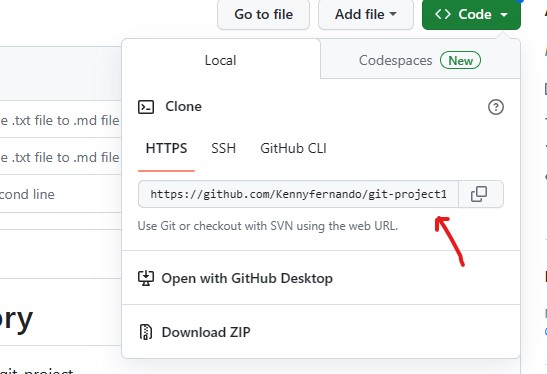 Go to file Add file <> Code
Local Codespaces New
Clone
e .txt file to .md file
HTTPS SSH GitHub CLI
e .txt file to .md file
cond line
https://github.com/Kennyfernando/git-project1
Use Git or checkout with SVN using the web URL.
Open with GitHub Desktop
ory
Download ZIP
git-project